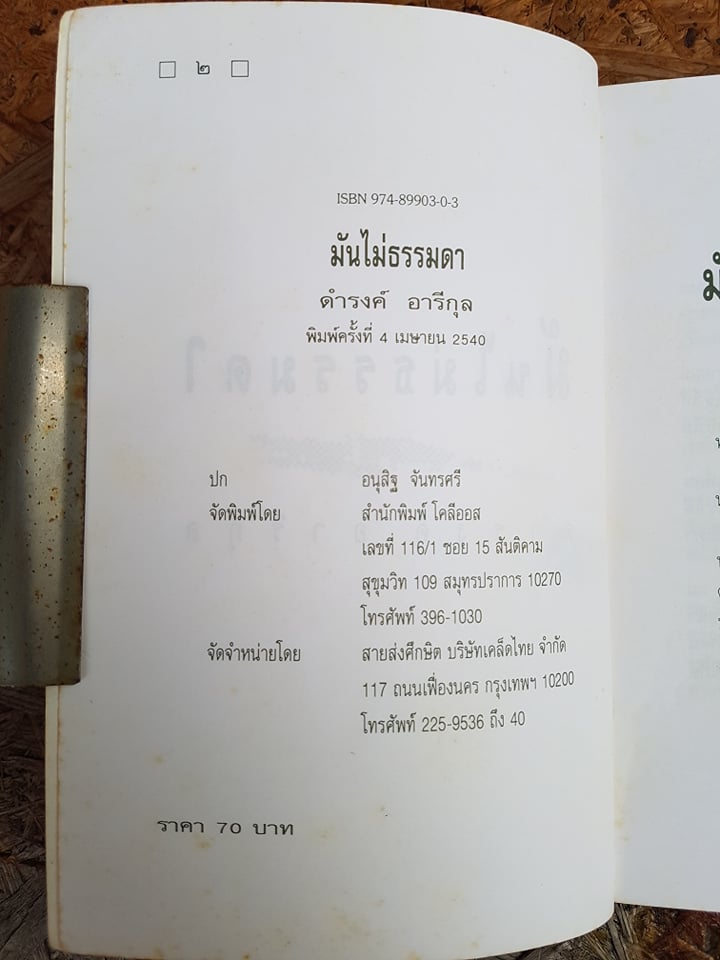 ๒
ISBN 974-89903-0-3
มันไม่ธรรมดา
ดำรงค์ อารีกุล
พิมพ์ครั้งที่ 4 เมษายน 2540
ปก อนุสิฐ จันทรศรี
จัดพิมพ์โดย สำนักพิมพ์ โคลีออส
เลขที่ 116/1 ซอย 15 สันติคาม
สุขุมวิท 109 สมุทรปราการ 10270
โทรศัพท์ 396-1030
จัดจำหน่ายโดย สายส่งศึกษิต บริษัทเคล็ดไทย จำกัด
117 ถนนเฟื่องนคร กรุงเทพฯ 10200
โทรศัพท์ 225-9536 ถึง 40
ราคา 70 บาท